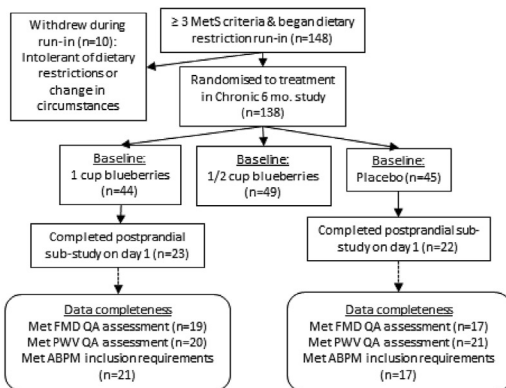 Withdrew during
run-in (n=10):
Intolerant of dietary
restrictions or
change in
circumstances
≥ 3 MetS criteria & began dietary
restriction run-in (n=148)
Randomised to treatment
in Chronic 6 mo. study
(n=138)
Baseline:
1 cup blueberries
(n=44)
Baseline:
1/2 cup blueberries
(n=49)
Baseline:
Placebo (n=45)
Completed postprandial
sub-study on day 1 (n=23)
Completed postprandial sub-
study on day 1 (n=22)
Data completeness
Met FMD QA assessment (n=19)
Met PWV QA assessment (n=20)
Met ABPM inclusion requirements
(n=21)
Data completeness
Met FMD QA assessment (n=17)
Met PWV QA assessment (n=21)
Met ABPM inclusion requirements
(n=17)